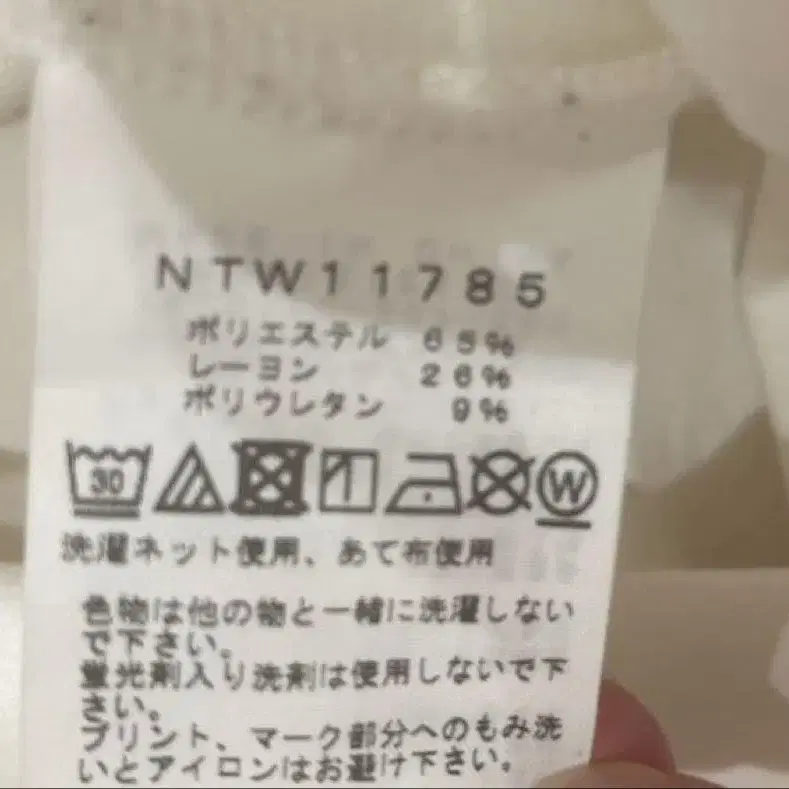 NTW11785
ポリエステル 65%
レーヨン 26%
ポリウレタン 9%
30 W
洗濯ネット使用、あて布使用
色物は他の物と一緒に洗濯しない
で下さい。
蛍光剤入り洗剤は使用しないで下
さい。
プリント、マーク部分へのもみ洗
いとアイロンはお避け下さい。